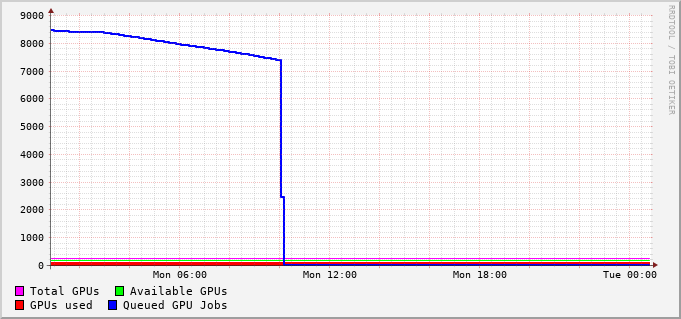 9000
8000
7000
6000
5000
4000
3000
2000
1000
0
Mon 06:00 Mon 12:00 Mon 18:00 Tue 00:00
Total GPUs Available GPUs
GPUs used Queued GPU Jobs
RRDTOOL / TOBI OETIKER